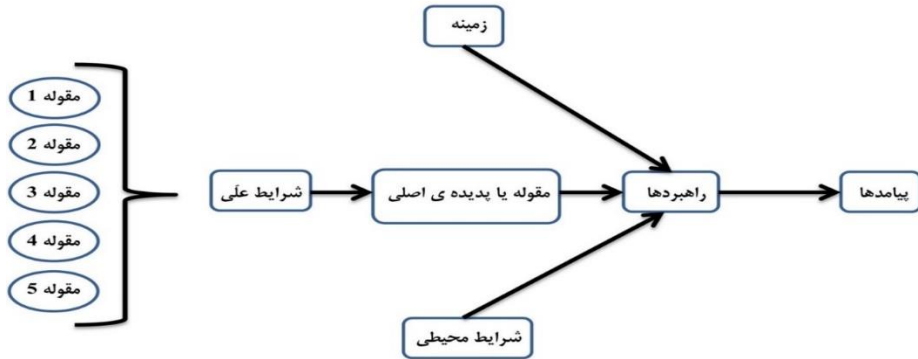 زمینه
مقوله 1
مقوله 2
مقوله 3
مقوله 4
مقوله 5
شرایط علّی
مقوله یا پدیده ی اصلی
راهبردها
پیامدها
شرایط محیطی